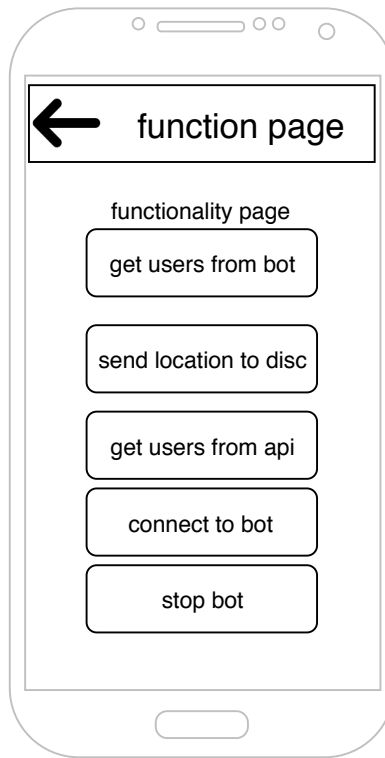 function page
functionality page
get users from bot
send location to disc
get users from api
connect to bot
stop bot